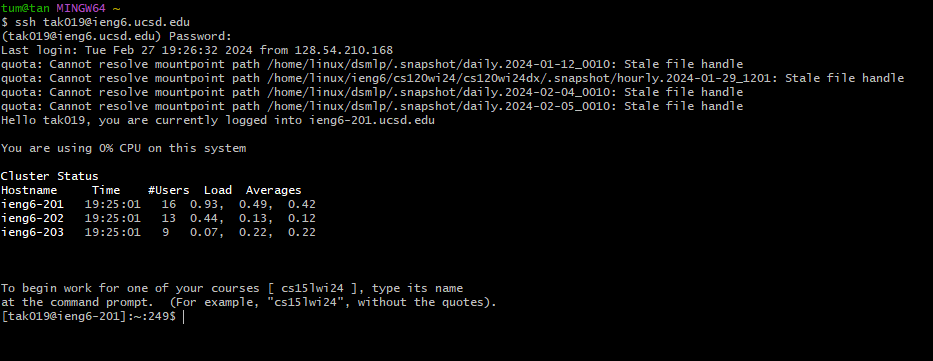 tum@tan MINGW64 ~
$ ssh tak019@ieng6.ucsd.edu
(tak019@ieng6.ucsd.edu) Password:
Last login: Tue Feb 27 19:26:32 2024 from 128.54.210.168
quota: Cannot resolve mountpoint path /home/linux/dsmlp/.snapshot/daily.2024-01-12_0010: Stale file handle
quota: Cannot resolve mountpoint path /home/linux/ieng6/cs120wi24/cs120wi24dx/.snapshot/hourly.2024-01-29_1201: Stale file handle
quota: Cannot resolve mountpoint path /home/linux/dsmlp/.snapshot/daily.2024-02-04_0010: Stale file handle
quota: Cannot resolve mountpoint path /home/linux/dsmlp/.snapshot/daily.2024-02-05_0010: Stale file handle
Hello tak019, you are currently logged into ieng6-201.ucsd.edu
You are using 0% CPU on this system
Cluster Status
Hostname     Time    #Users  Load  Averages
ieng6-201   19:25:01   16  0.93,  0.49,  0.42
ieng6-202   19:25:01   13  0.44,  0.13,  0.12
ieng6-203   19:25:01   9   0.07,  0.22,  0.22
To begin work for one of your courses [ cs15lwi24 ], type its name
at the command prompt.  (For example, "cs15lwi24", without the quotes).
[tak019@ieng6-201]:~:249$